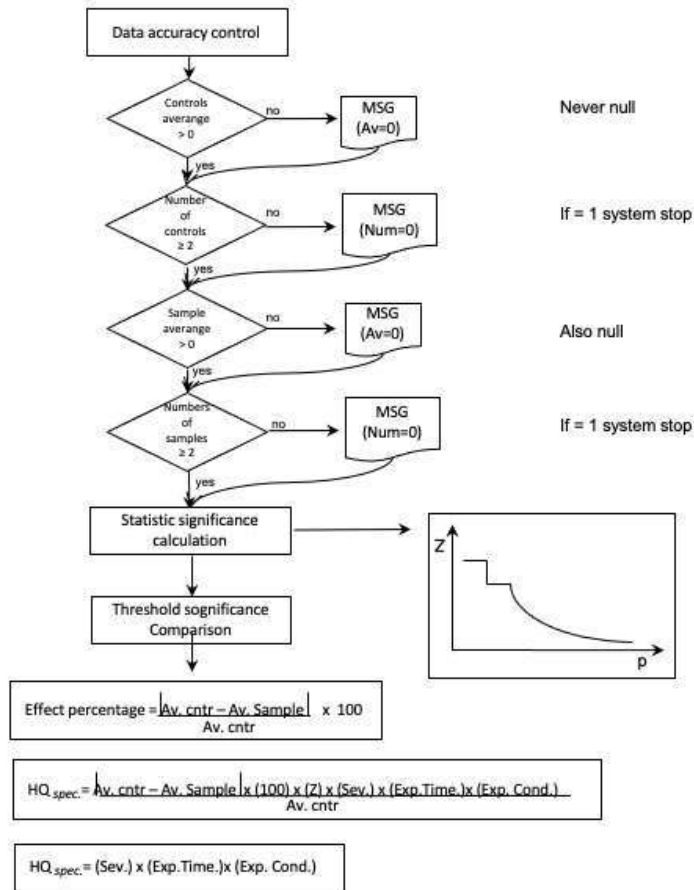 Data accuracy control
Controls
averange
> 0
no
MSG
(Av=0)
Never null
yes
Number
of
controls
≥ 2
no
MSG
(Num=0)
If = 1 system stop
yes
Sample
averange
> 0
no
MSG
(Av=0)
Also null
yes
Numbers
of
samples
≥ 2
no
MSG
(Num=0)
If = 1 system stop
yes
Statistic significance
calculation
Z
p
Threshold sognificance
Comparison
Effect percentage = |Av. cntr – Av. Sample| x 100
Av. cntr
HQ spec.= |Av. cntr – Av. Sample| x (100) x (Z) x (Sev.) x (Exp.Time.)x (Exp. Cond.)
Av. cntr
HQ spec.= (Sev.) x (Exp.Time.)x (Exp. Cond.)